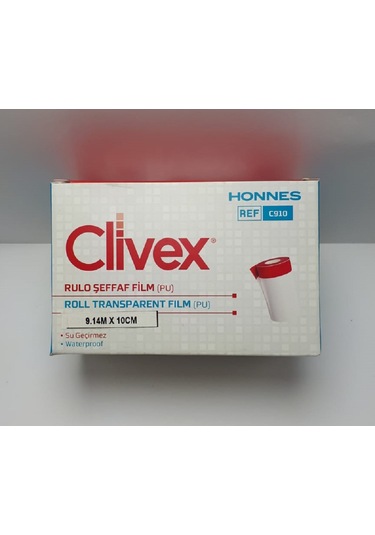 HONNES
REF C910
Clivex®
RULO ŞEFFAF FİLM (PU)
ROLL TRANSPARENT FILM (PU)
9.14M X 10CM
• Su Geçirmez
• Waterproof